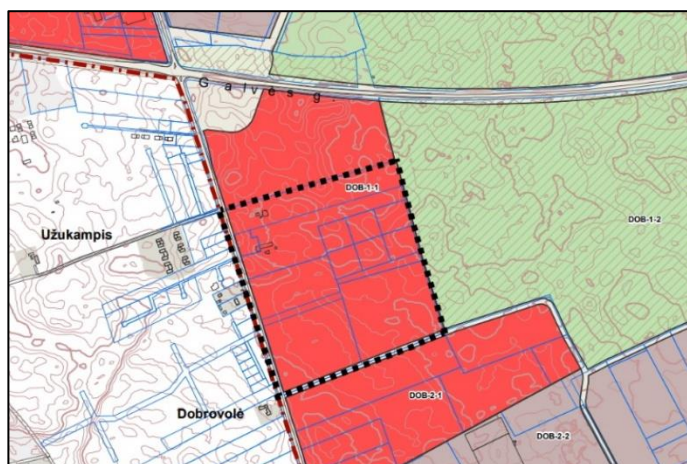 Galvės g.
DOB-1-1
DOB-1-2
Užukampis
DOB-2-1
Dobrovolė
DOB-2-2